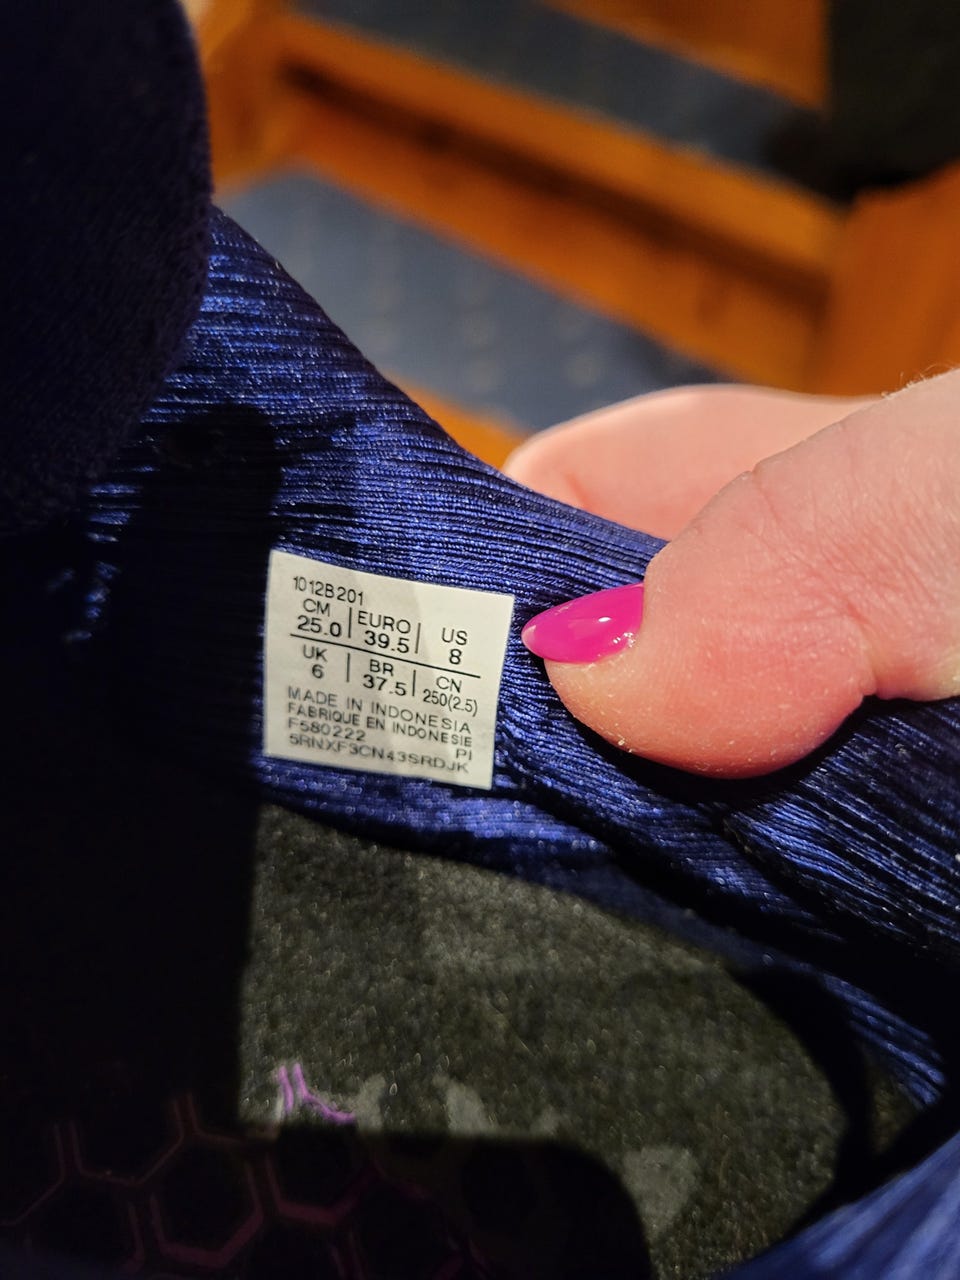 1012B201
CM | EURO | US
25.0 | 39.5 | 8
UK | BR | CN
6 | 37.5 | 250(2.5)
MADE IN INDONESIA
FABRIQUE EN INDONESIE
F580222 PI
5RNXF3CN43SRDJK